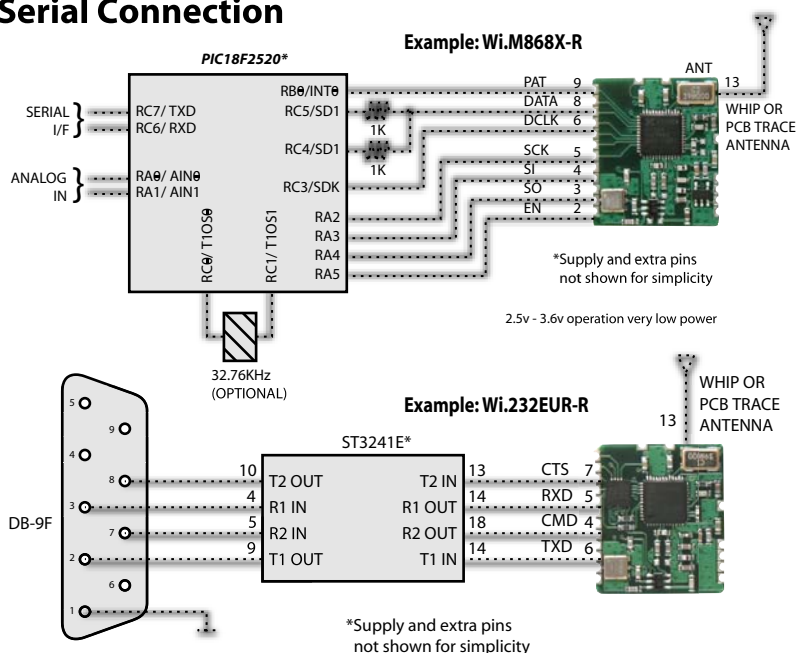 Serial Connection
Example: Wi.M868X-R
PIC18F2520*
SERIAL
I/F
ANALOG
IN
RC7/ TXD
RC6/ RXD
RA0/ AIN0
RA1/ AIN1
RC0/ T1OS0
RC1/ T1OS1
RB0/INT0
RC5/SD1
RC4/SD1
RC3/SDK
RA2
RA3
RA4
RA5
1K
1K
PAT 9
DATA 8
DCLK 6
SCK 5
SI 4
SO 3
EN 2
ANT
13
WHIP OR
PCB TRACE
ANTENNA
*Supply and extra pins
not shown for simplicity
2.5v - 3.6v operation very low power
32.76KHz
(OPTIONAL)
Example: Wi.232EUR-R
WHIP OR
PCB TRACE
ANTENNA
13
DB-9F
5
9
4
8
3
7
2
6
1
ST3241E*
10 T2 OUT T2 IN 13 CTS 7
4 R1 IN R1 OUT 14 RXD 5
5 R2 IN R2 OUT 18 CMD 4
9 T1 OUT T1 IN 14 TXD 6
*Supply and extra pins
not shown for simplicity